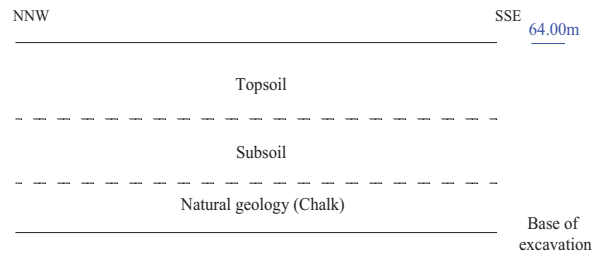 NNW
SSE
64.00m
Topsoil
Subsoil
Natural geology (Chalk)
Base of
excavation